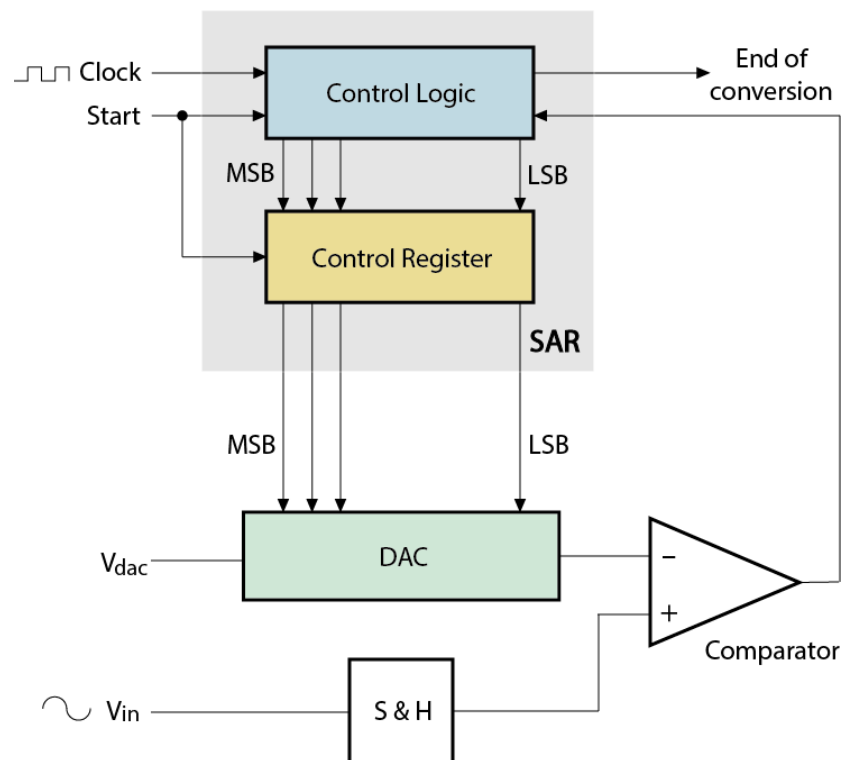 Clock
Start
Control Logic
End of
conversion
MSB
LSB
Control Register
SAR
MSB
LSB
Vdac
DAC
−
+
Comparator
Vin
S & H